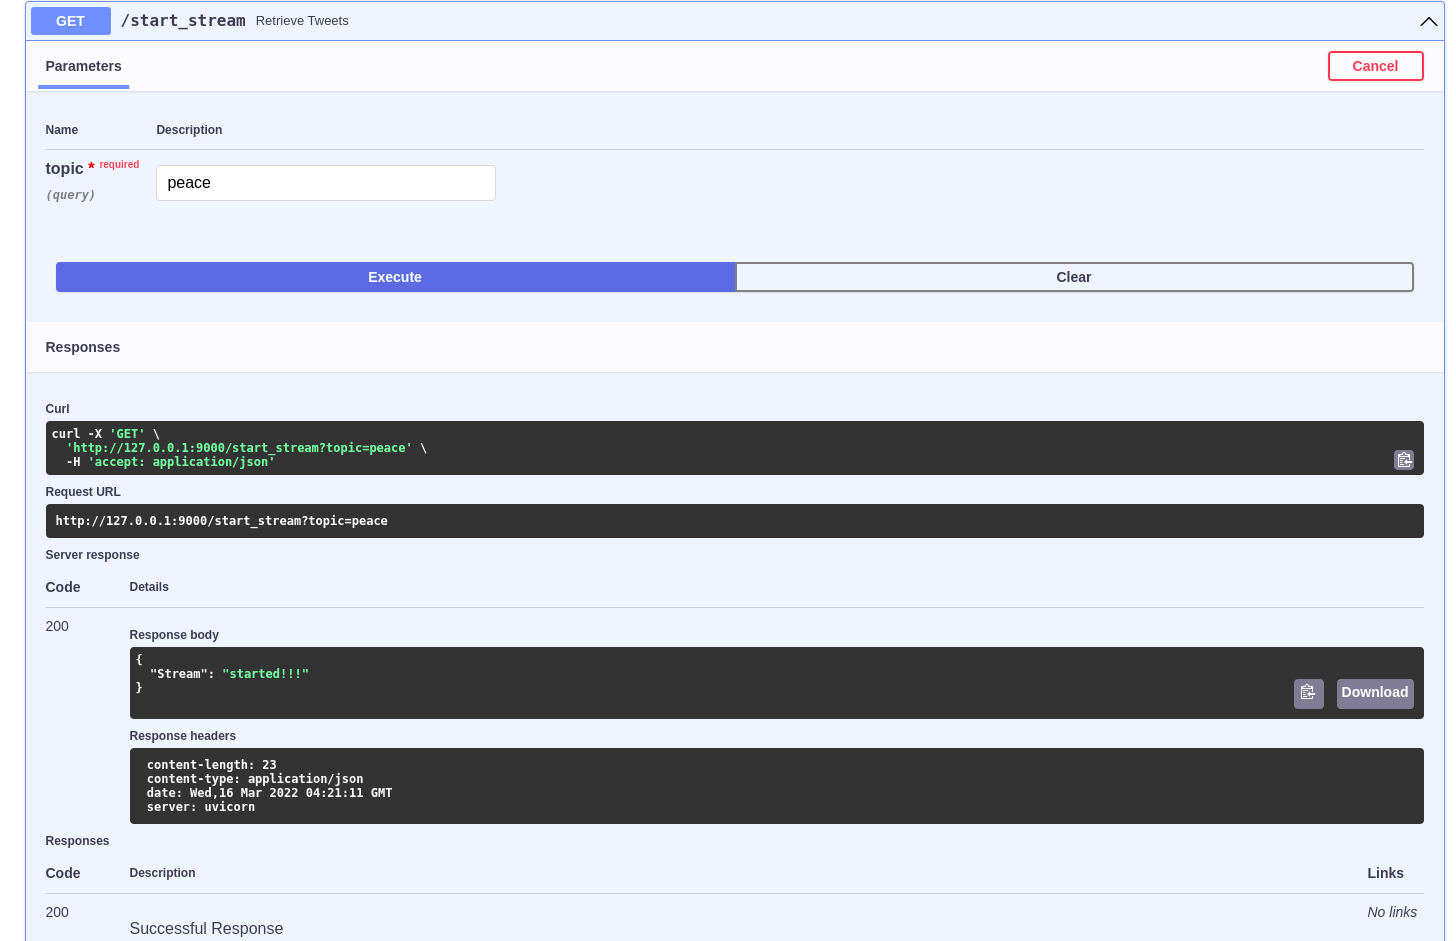 GET /start_stream Retrieve Tweets
Parameters Cancel
Name Description
topic * required
(query)
peace
Execute Clear
Responses
Curl
curl -X 'GET' \
'http://127.0.0.1:9000/start_stream?topic=peace' \
-H 'accept: application/json'
Request URL
http://127.0.0.1:9000/start_stream?topic=peace
Server response
Code Details
200
Response body
{
"Stream": "started!!!"
}
Download
Response headers
content-length: 23
content-type: application/json
date: Wed,16 Mar 2022 04:21:11 GMT
server: uvicorn
Responses
Code Description Links
200 No links
Successful Response